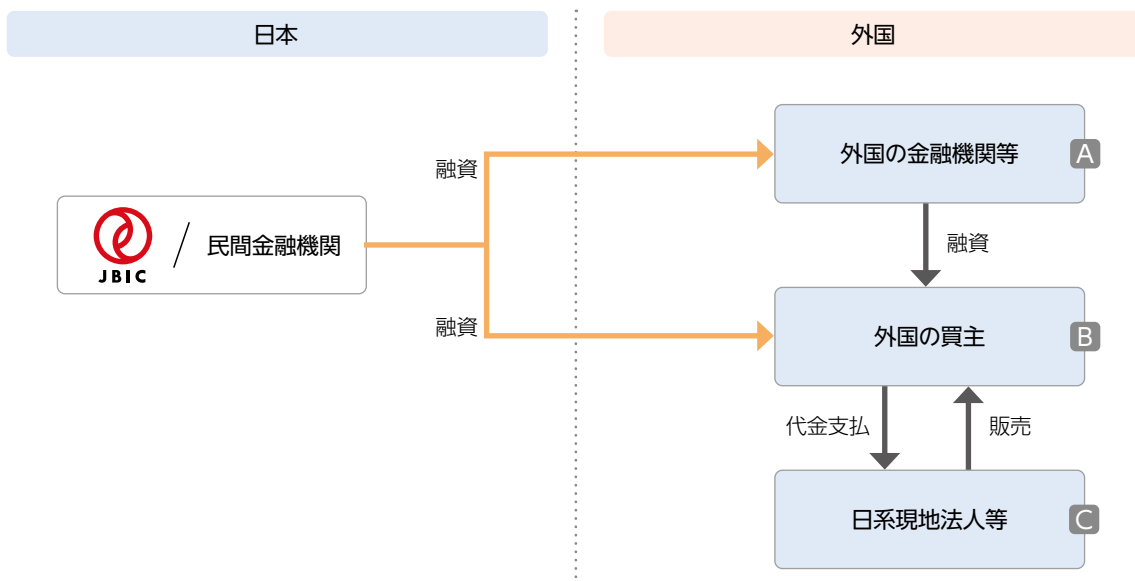 日本
外国
外国の金融機関等
A
融資
JBIC
民間金融機関
融資
融資
外国の買主
B
代金支払
販売
日系現地法人等
C